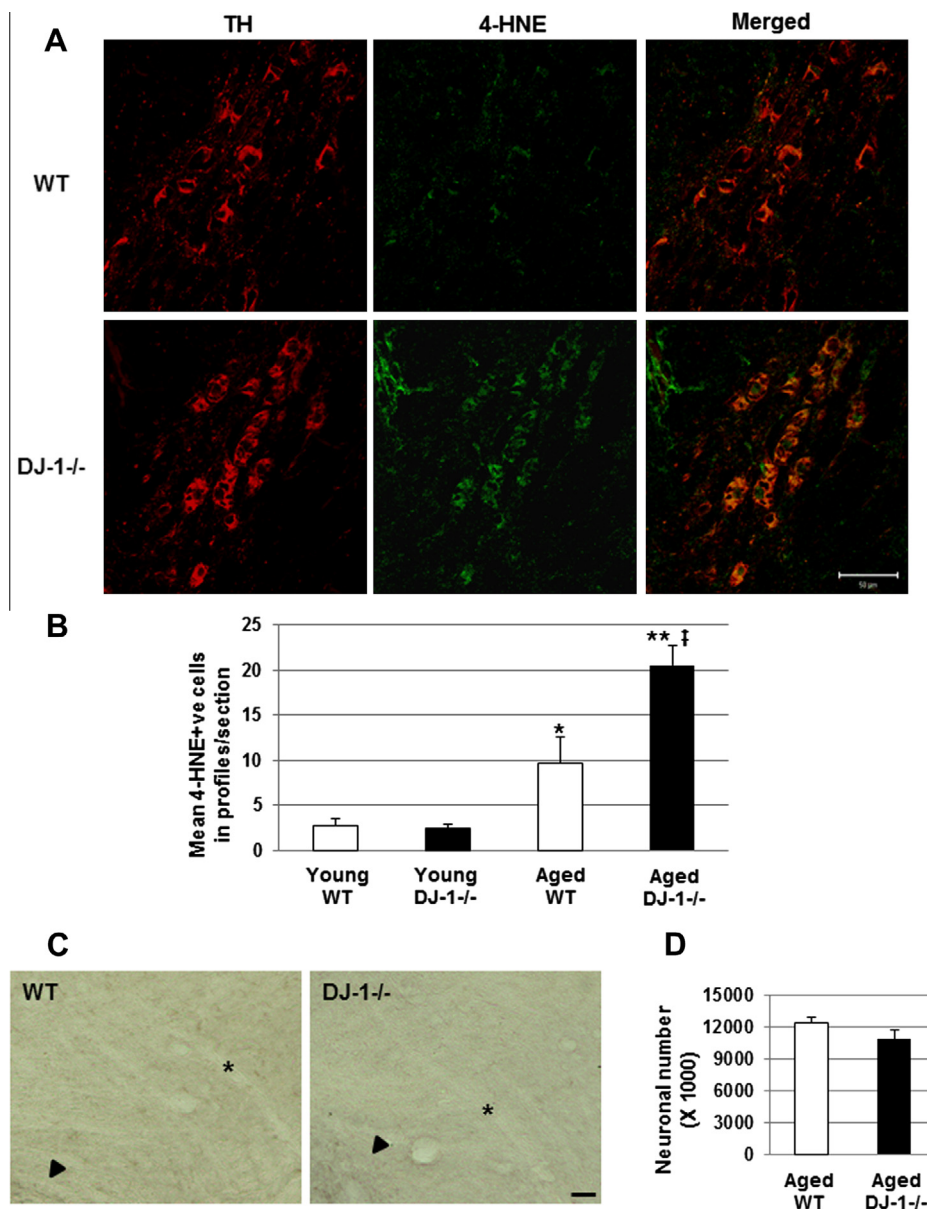 A
TH
4-HNE
Merged
WT
DJ-1-/-
50 µm
B
Mean 4-HNE+ve cells
in profiles/section
25
20
15
10
5
0
*
** ‡
Young
WT
Young
DJ-1-/-
Aged
WT
Aged
DJ-1-/-
C
WT
*
DJ-1-/-
*
D
Neuronal number
(X 1000)
15000
12000
9000
6000
3000
0
Aged
WT
Aged
DJ-1-/-